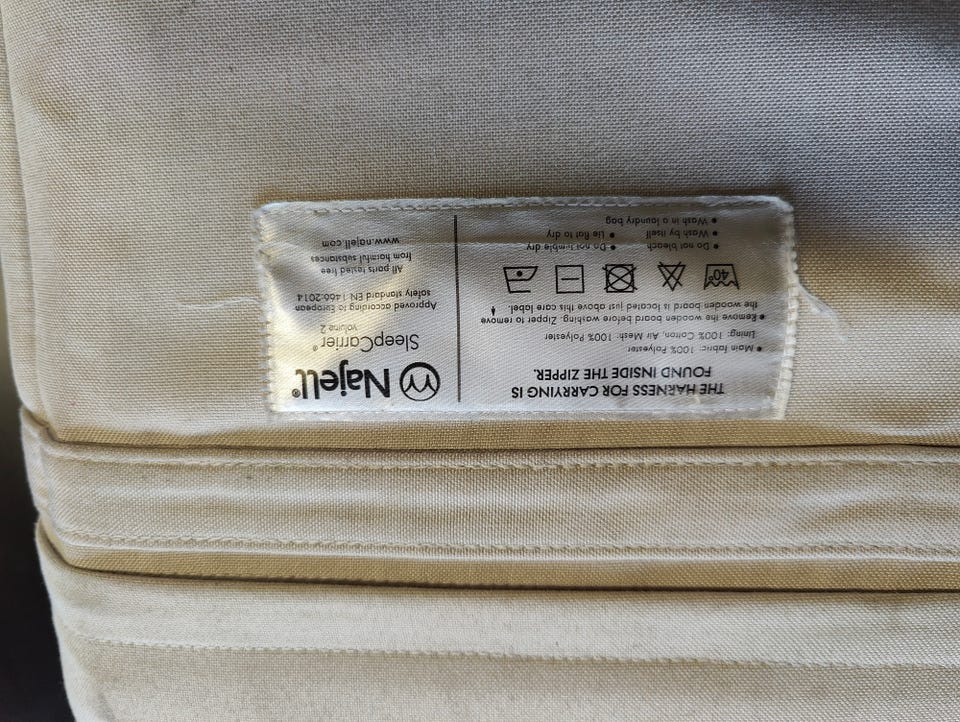 Najell®
SleepCarrier®
volume 2
Approved according to European
safety standard EN 1466:2014
All parts tested free
from harmful substances
www.najell.com
THE HARNESS FOR CARRYING IS
FOUND INSIDE THE ZIPPER.
• Main fabric: 100% Polyester
Lining: 100% Cotton, Air Mesh: 100% Polyester
• Remove the wooden board before washing. Zipper to remove
the wooden board is located just above this care label.
40°
• Do not bleach
• Wash by itself
• Wash in a laundry bag
• Do not tumble dry
• Lie flat to dry